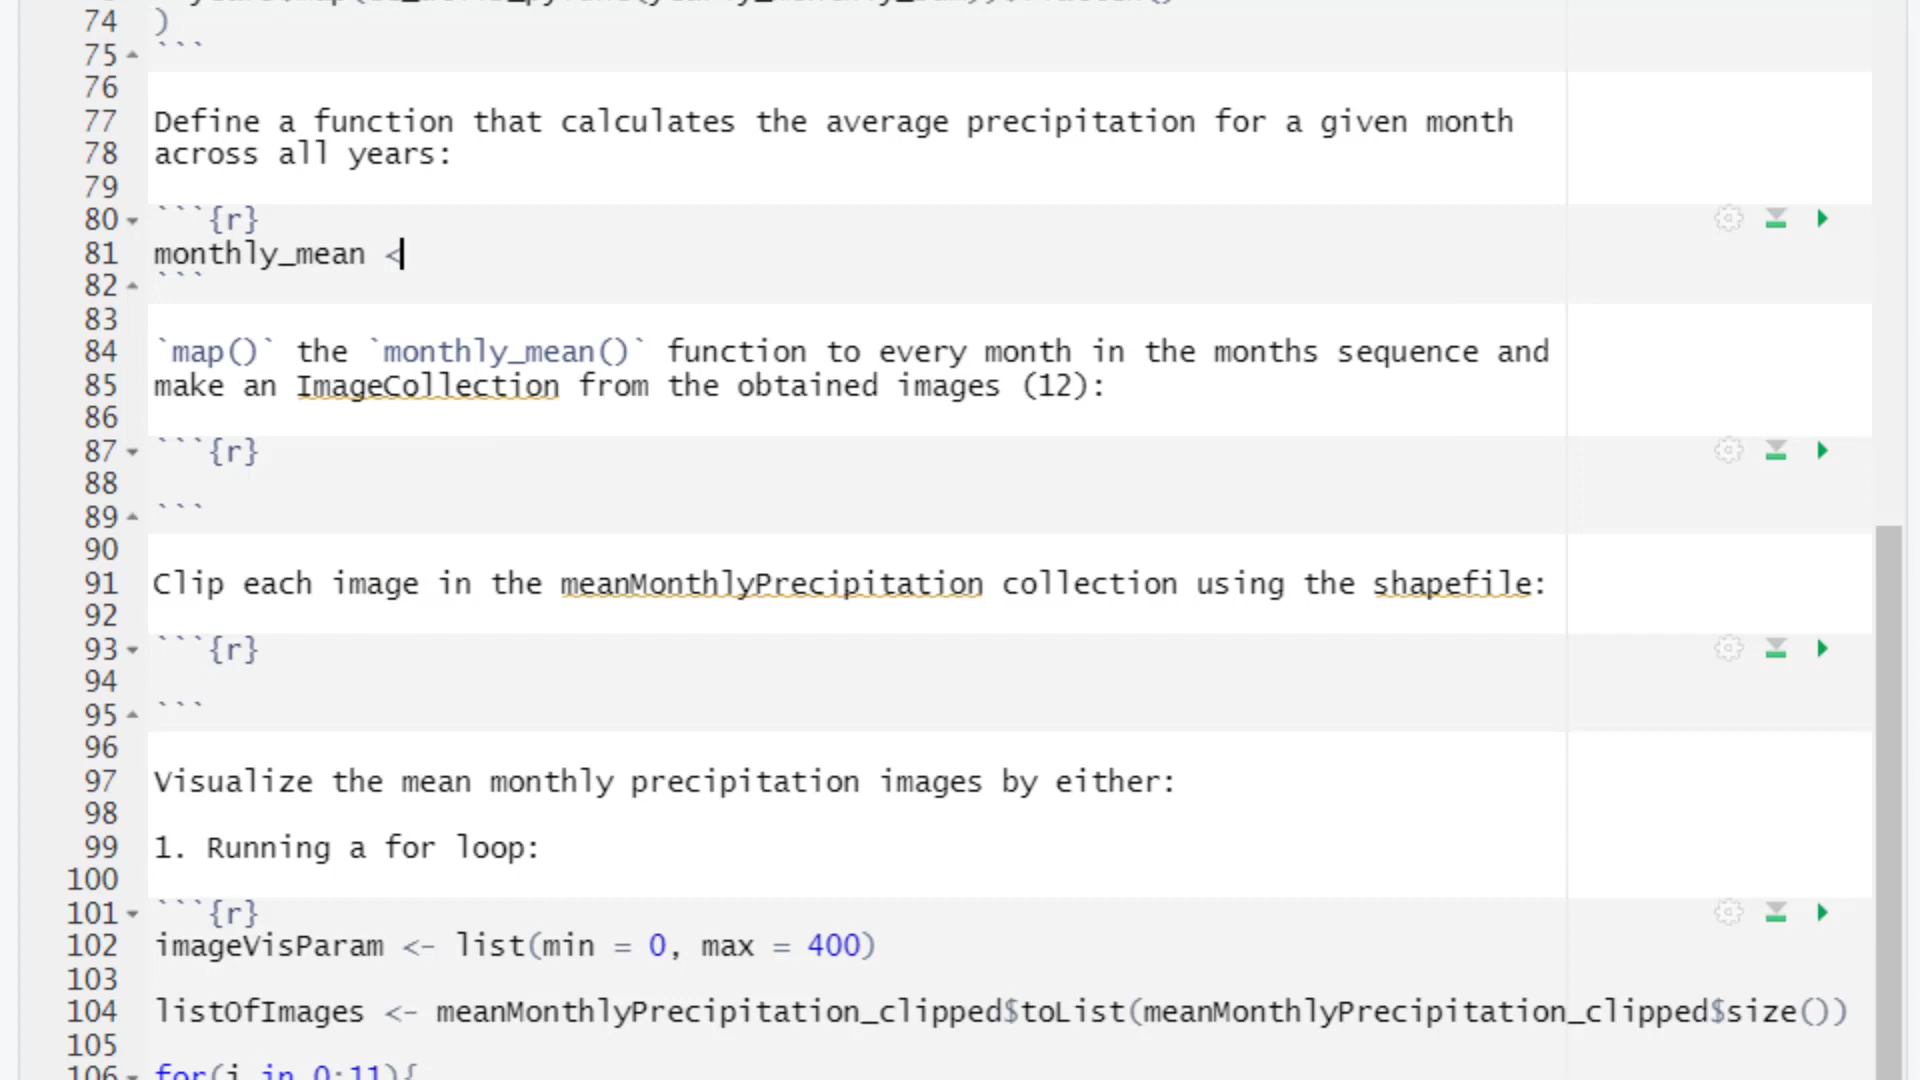 74 )
75 ```
76
77 Define a function that calculates the average precipitation for a given month
78 across all years:
79
80 ```{r}
81 monthly_mean <
82 ```
83
84 `map()` the `monthly_mean()` function to every month in the months sequence and
85 make an ImageCollection from the obtained images (12):
86
87 ```{r}
88
89 ```
90
91 Clip each image in the meanMonthlyPrecipitation collection using the shapefile:
92
93 ```{r}
94
95 ```
96
97 Visualize the mean monthly precipitation images by either:
98
99 1. Running a for loop:
100
101 ```{r}
102 imageVisParam <- list(min = 0, max = 400)
103
104 listOfImages <- meanMonthlyPrecipitation_clipped$toList(meanMonthlyPrecipitation_clipped$size())
105
106 for(i in 0:11){